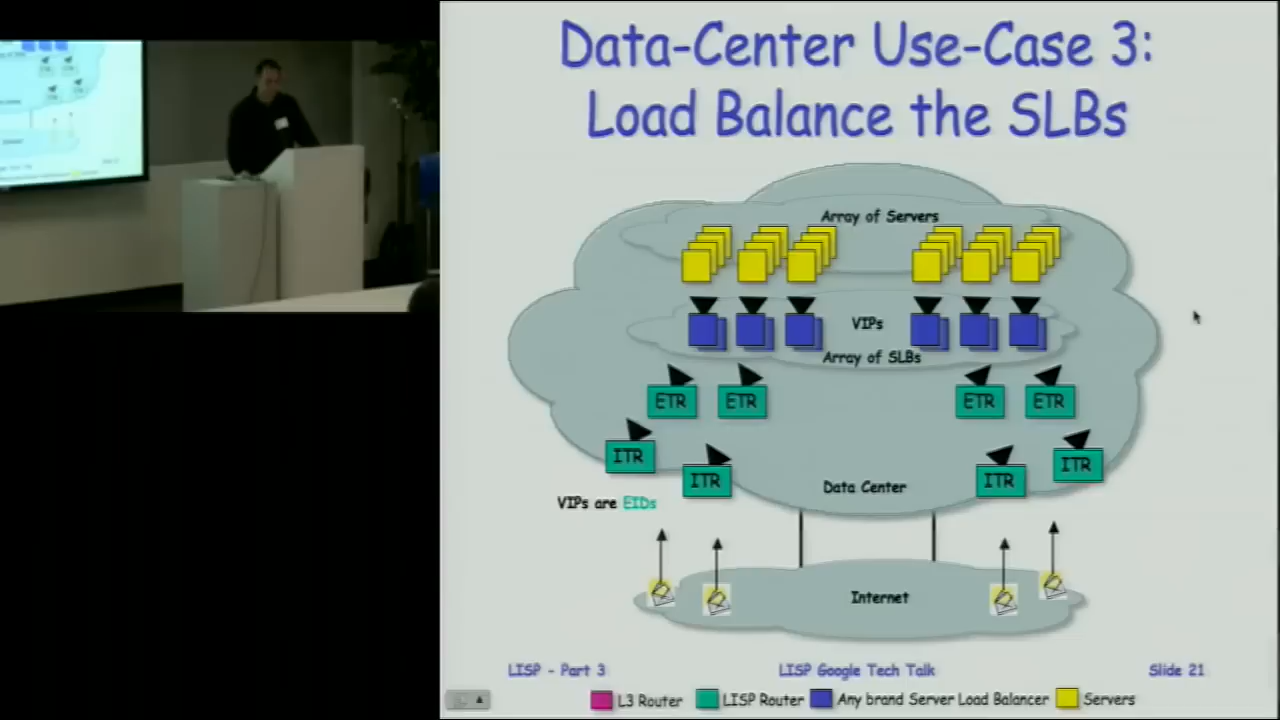 Data-Center Use-Case 3:
Load Balance the SLBs
Array of Servers
VIPs
Array of SLBs
ETR
ETR
ETR
ETR
ITR
ITR
ITR
ITR
Data Center
VIPs are EIDs
Internet
LISP - Part 3
LISP Google Tech Talk
Slide 21
L3 Router
LISP Router
Any brand Server Load Balancer
Servers